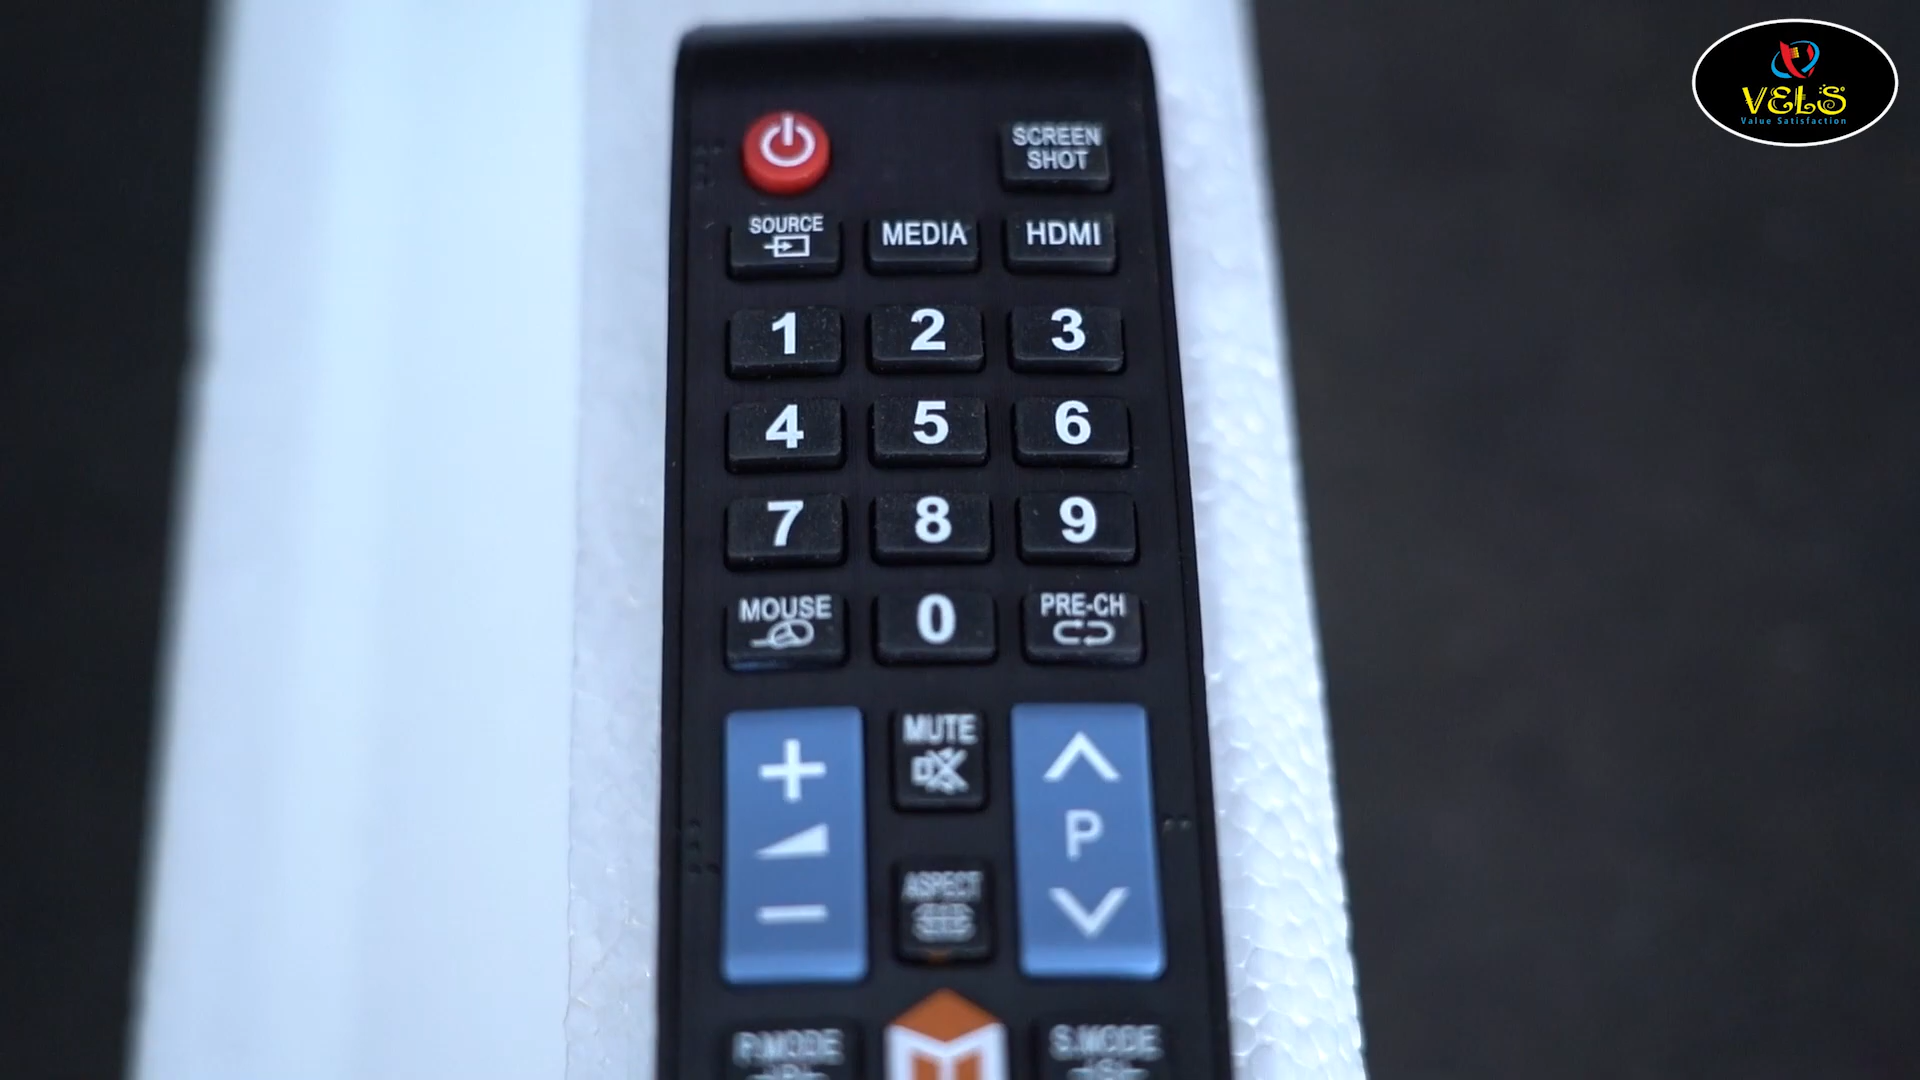 VELS
Value Satisfaction
SCREEN
SHOT
SOURCE
MEDIA
HDMI
1 2 3
4 5 6
7 8 9
MOUSE
0
PRE-CH
MUTE
P
ASPECT
P.MODE
S.MODE